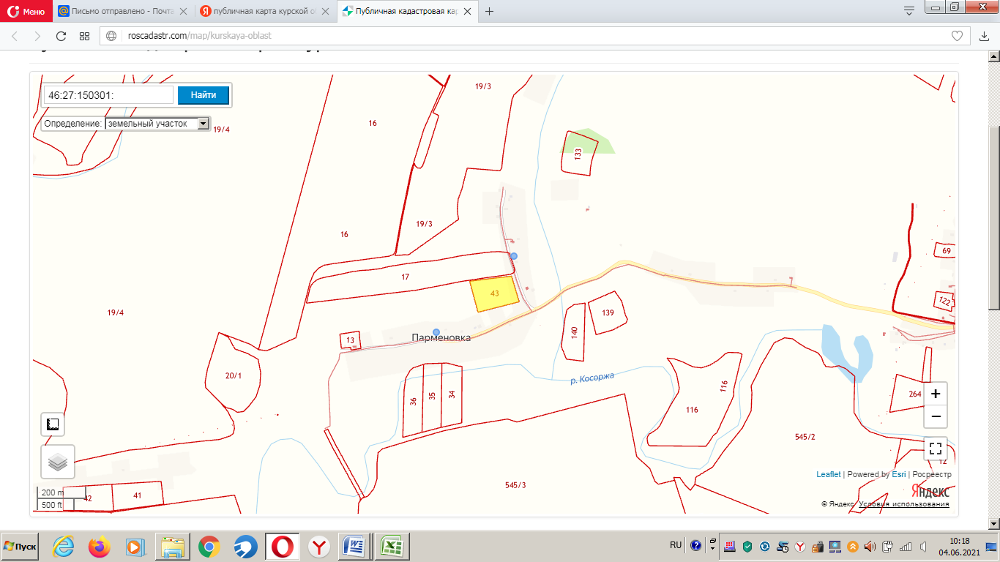 Меню
Письмо отправлено - Почта
публичная карта курской о
Публичная кадастровая ка
roscadastr.com/map/kurskaya-oblast
46:27:150301:
Найти
Определение: земельный участок
19/4
16
19/3
133
19/3
16
69
17
43
122
19/4
139
140
13
Парменовка
20/1
р. Косоржа
36
35
34
116
116
264
+
−
545/2
12
545/3
Leaflet | Powered by Esri | Росреестр
200 m
500 ft
42
41
Яндекс
© Яндекс Условия использования
Пуск
RU
10:18
04.06.2021